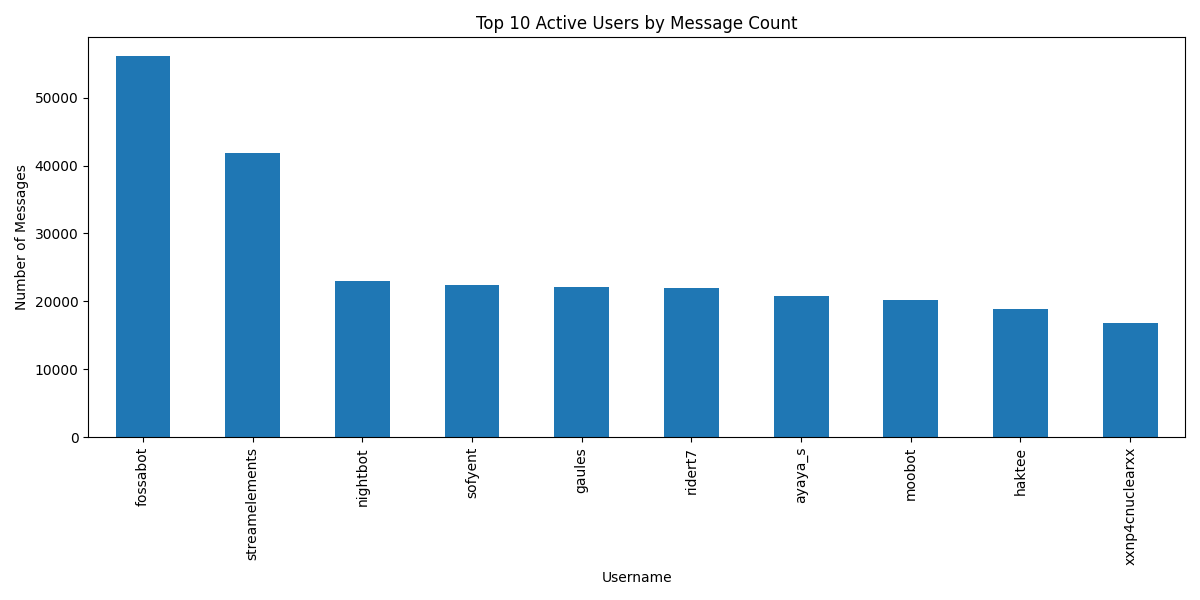 Top 10 Active Users by Message Count
Number of Messages
50000
40000
30000
20000
10000
0
fossabot
streamelements
nightbot
sofyent
gaules
ridert7
ayaya_s
moobot
haktee
xxnp4cnuclearxx
Username